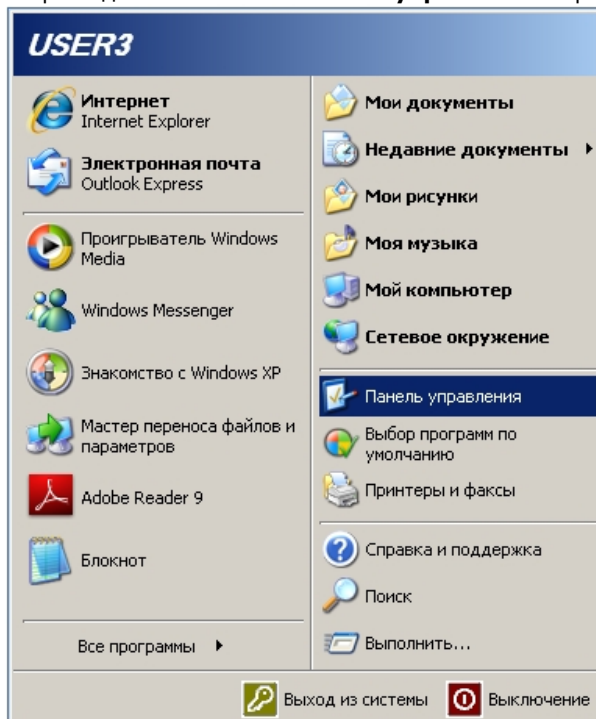 USER3
Интернет
Internet Explorer
Электронная почта
Outlook Express
Проигрыватель Windows
Media
Windows Messenger
Знакомство с Windows XP
Мастер переноса файлов и
параметров
Adobe Reader 9
Блокнот
Все программы
Мои документы
Недавние документы
Мои рисунки
Моя музыка
Мой компьютер
Сетевое окружение
Панель управления
Выбор программ по
умолчанию
Принтеры и факсы
Справка и поддержка
Поиск
Выполнить...
Выход из системы
Выключение